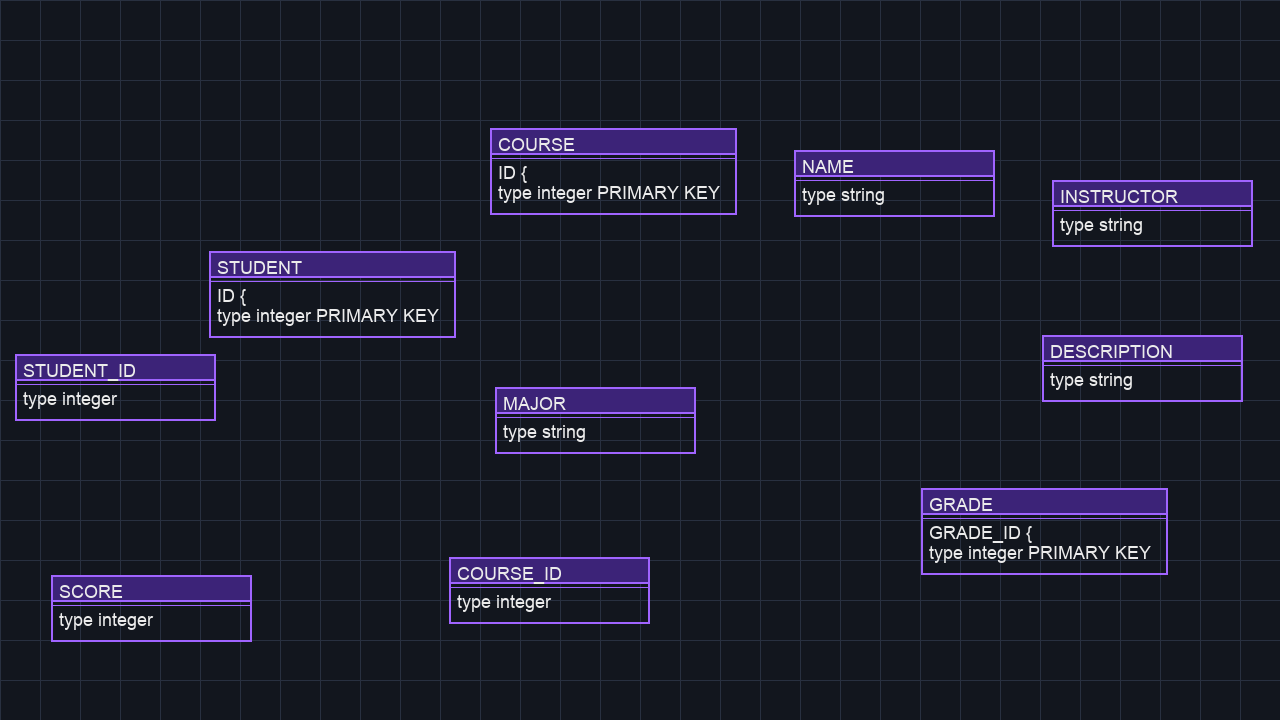 COURSE
ID {
type integer PRIMARY KEY
NAME
type string
INSTRUCTOR
type string
STUDENT
ID {
type integer PRIMARY KEY
DESCRIPTION
type string
STUDENT_ID
type integer
MAJOR
type string
GRADE
GRADE_ID {
type integer PRIMARY KEY
COURSE_ID
type integer
SCORE
type integer